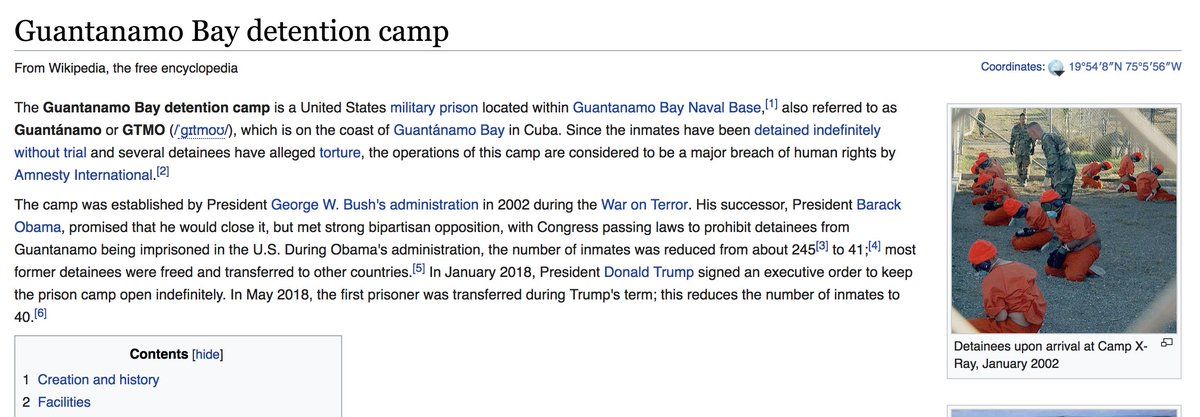 Guantanamo Bay detention camp
From Wikipedia, the free encyclopedia
Coordinates: 19°54′8″N 75°5′56″W
The Guantanamo Bay detention camp is a United States military prison located within Guantanamo Bay Naval Base,[1] also referred to as
Guantánamo or GTMO (/ˈɡɪtmoʊ/), which is on the coast of Guantánamo Bay in Cuba. Since the inmates have been detained indefinitely
without trial and several detainees have alleged torture, the operations of this camp are considered to be a major breach of human rights by
Amnesty International.[2]
The camp was established by President George W. Bush's administration in 2002 during the War on Terror. His successor, President Barack
Obama, promised that he would close it, but met strong bipartisan opposition, with Congress passing laws to prohibit detainees from
Guantanamo being imprisoned in the U.S. During Obama's administration, the number of inmates was reduced from about 245[3] to 41;[4] most
former detainees were freed and transferred to other countries.[5] In January 2018, President Donald Trump signed an executive order to keep
the prison camp open indefinitely. In May 2018, the first prisoner was transferred during Trump's term; this reduces the number of inmates to
40.[6]
Detainees upon arrival at Camp X-
Ray, January 2002
Contents [hide]
1 Creation and history
2 Facilities